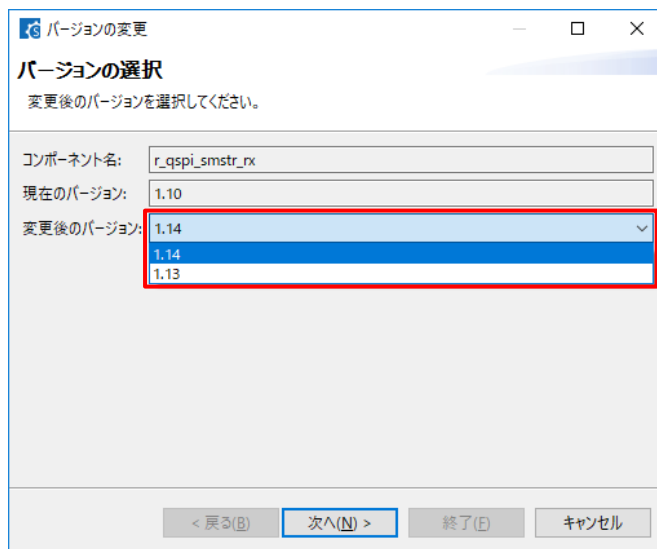 バージョンの変更
バージョンの選択
変更後のバージョンを選択してください。
コンポーネント名: r_qspi_smstr_rx
現在のバージョン: 1.10
変更後のバージョン: 1.14
1.14
1.13
< 戻る(B) 次へ(N) > 終了(F) キャンセル